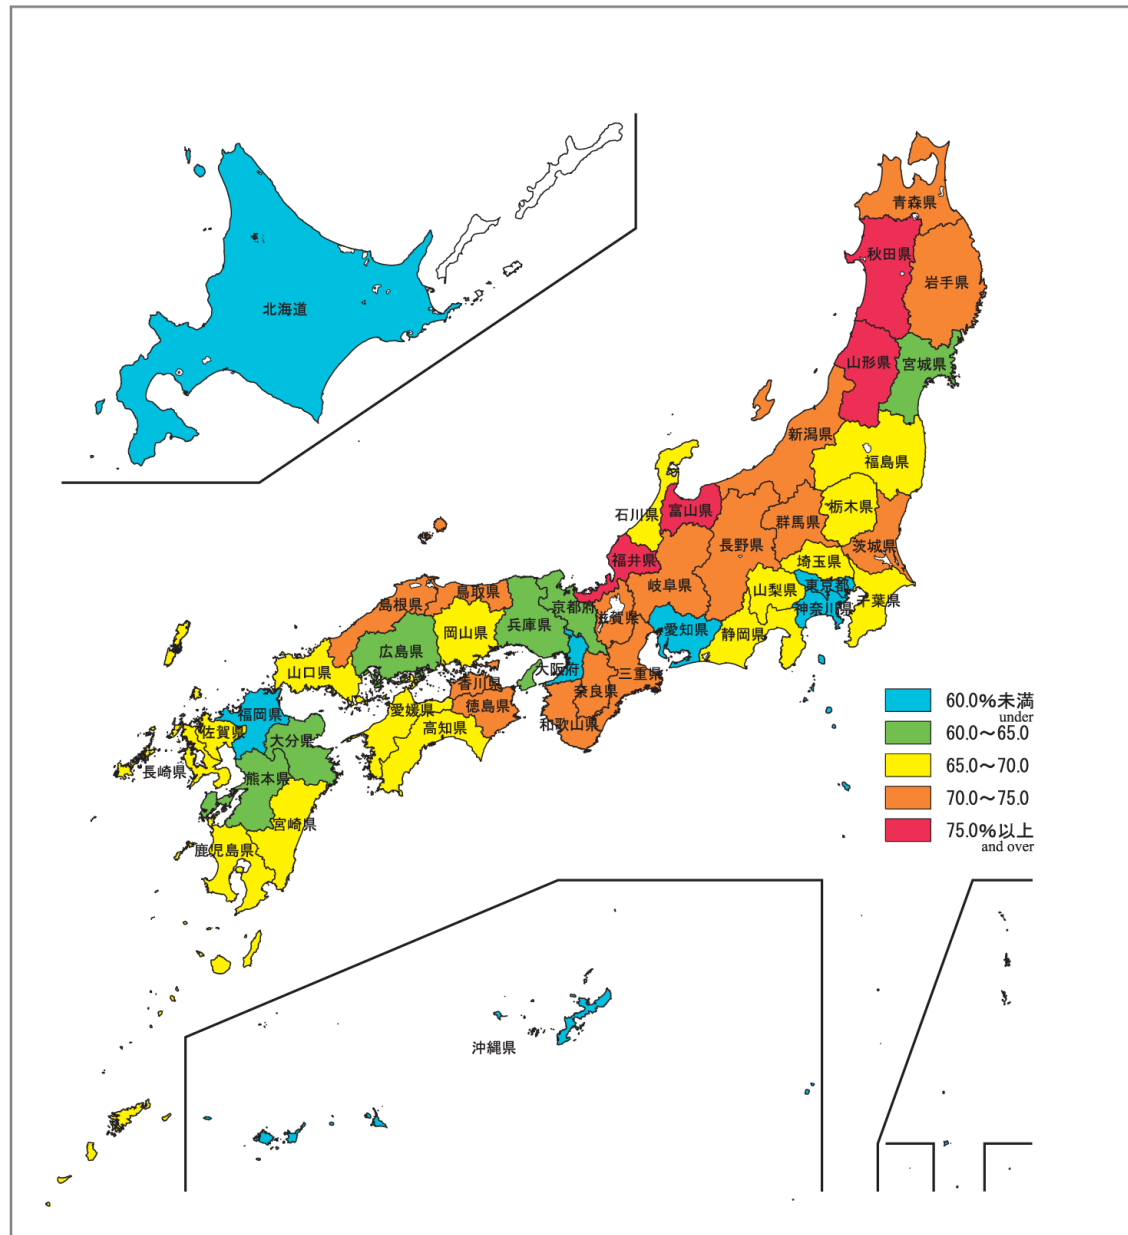 北海道
青森県
秋田県
岩手県
山形県
宮城県
新潟県
福島県
石川県
富山県
栃木県
群馬県
長野県
茨城県
福井県
埼玉県
岐阜県
東京都
山梨県
千葉県
神奈川県
鳥取県
島根県
京都府
滋賀県
兵庫県
愛知県
静岡県
岡山県
広島県
大阪府
三重県
山口県
香川県
奈良県
徳島県
和歌山県
愛媛県
高知県
福岡県
佐賀県
大分県
長崎県
熊本県
宮崎県
鹿児島県
沖縄県
60.0%未満
under
60.0～65.0
65.0～70.0
70.0～75.0
75.0%以上
and over